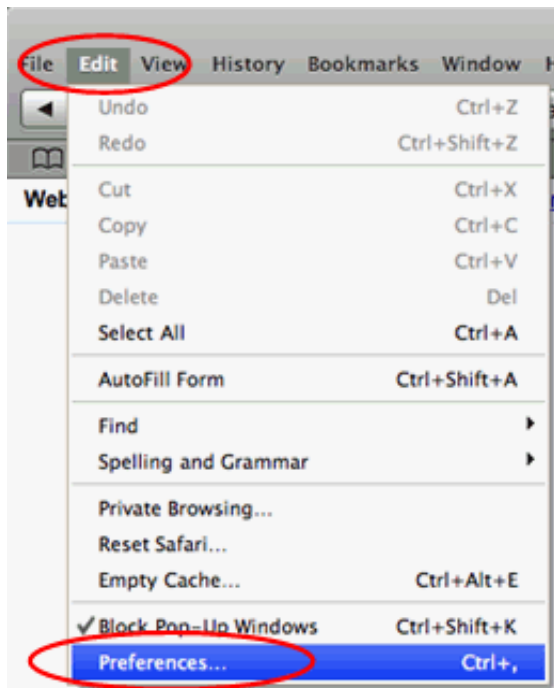 File Edit View History Bookmarks Window
Undo Ctrl+Z
Redo Ctrl+Shift+Z
Web
Cut Ctrl+X
Copy Ctrl+C
Paste Ctrl+V
Delete Del
Select All Ctrl+A
AutoFill Form Ctrl+Shift+A
Find
Spelling and Grammar
Private Browsing...
Reset Safari...
Empty Cache... Ctrl+Alt+E
Block Pop-Up Windows Ctrl+Shift+K
Preferences... Ctrl+,